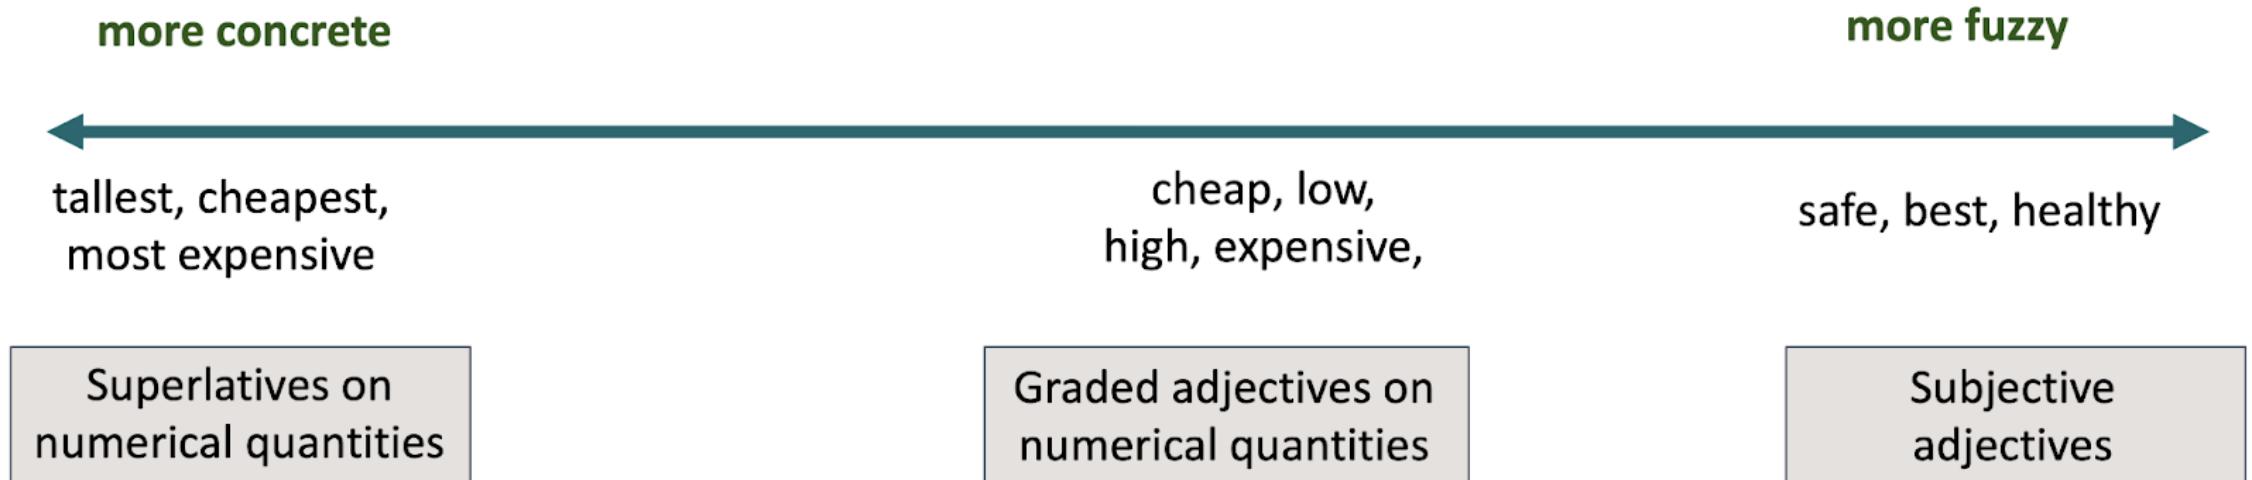 more concrete
more fuzzy
tallest, cheapest,
most expensive
cheap, low,
high, expensive,
safe, best, healthy
Superlatives on
numerical quantities
Graded adjectives on
numerical quantities
Subjective
adjectives